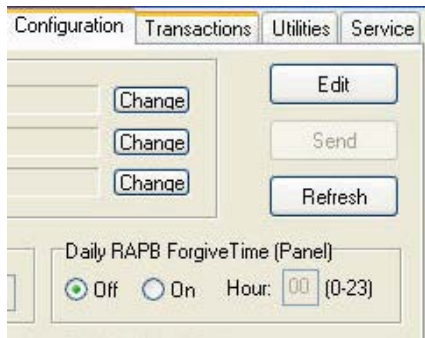 Configuration Transactions Utilities Service
Change Edit
Change Send
Change Refresh
Daily RAPB ForgiveTime (Panel)
Off On Hour: 00 (0-23)